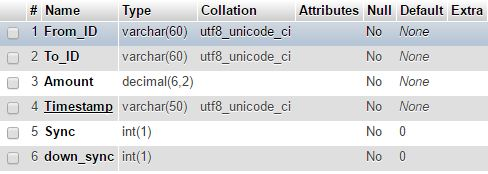 # Name Type Collation Attributes Null Default Extra
1 From_ID varchar(60) utf8_unicode_ci No None
2 To_ID varchar(60) utf8_unicode_ci No None
3 Amount decimal(6,2) No None
4 Timestamp varchar(50) utf8_unicode_ci No None
5 Sync int(1) No 0
6 down_sync int(1) No 0